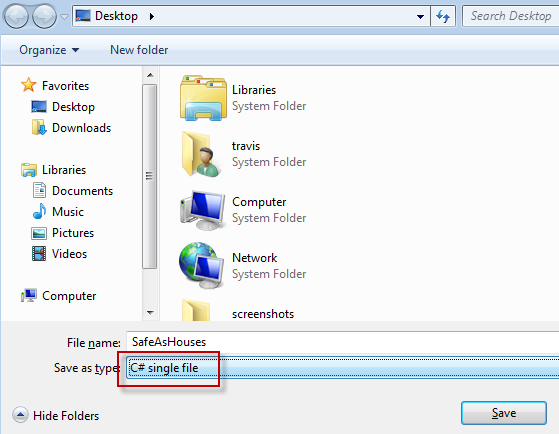 Desktop
Search Desktop
Organize
New folder
Favorites
Desktop
Downloads
Libraries
Documents
Music
Pictures
Videos
Computer
Libraries
System Folder
travis
System Folder
Computer
System Folder
Network
System Folder
screenshots
File name: SafeAsHouses
Save as type: C# single file
Hide Folders
Save